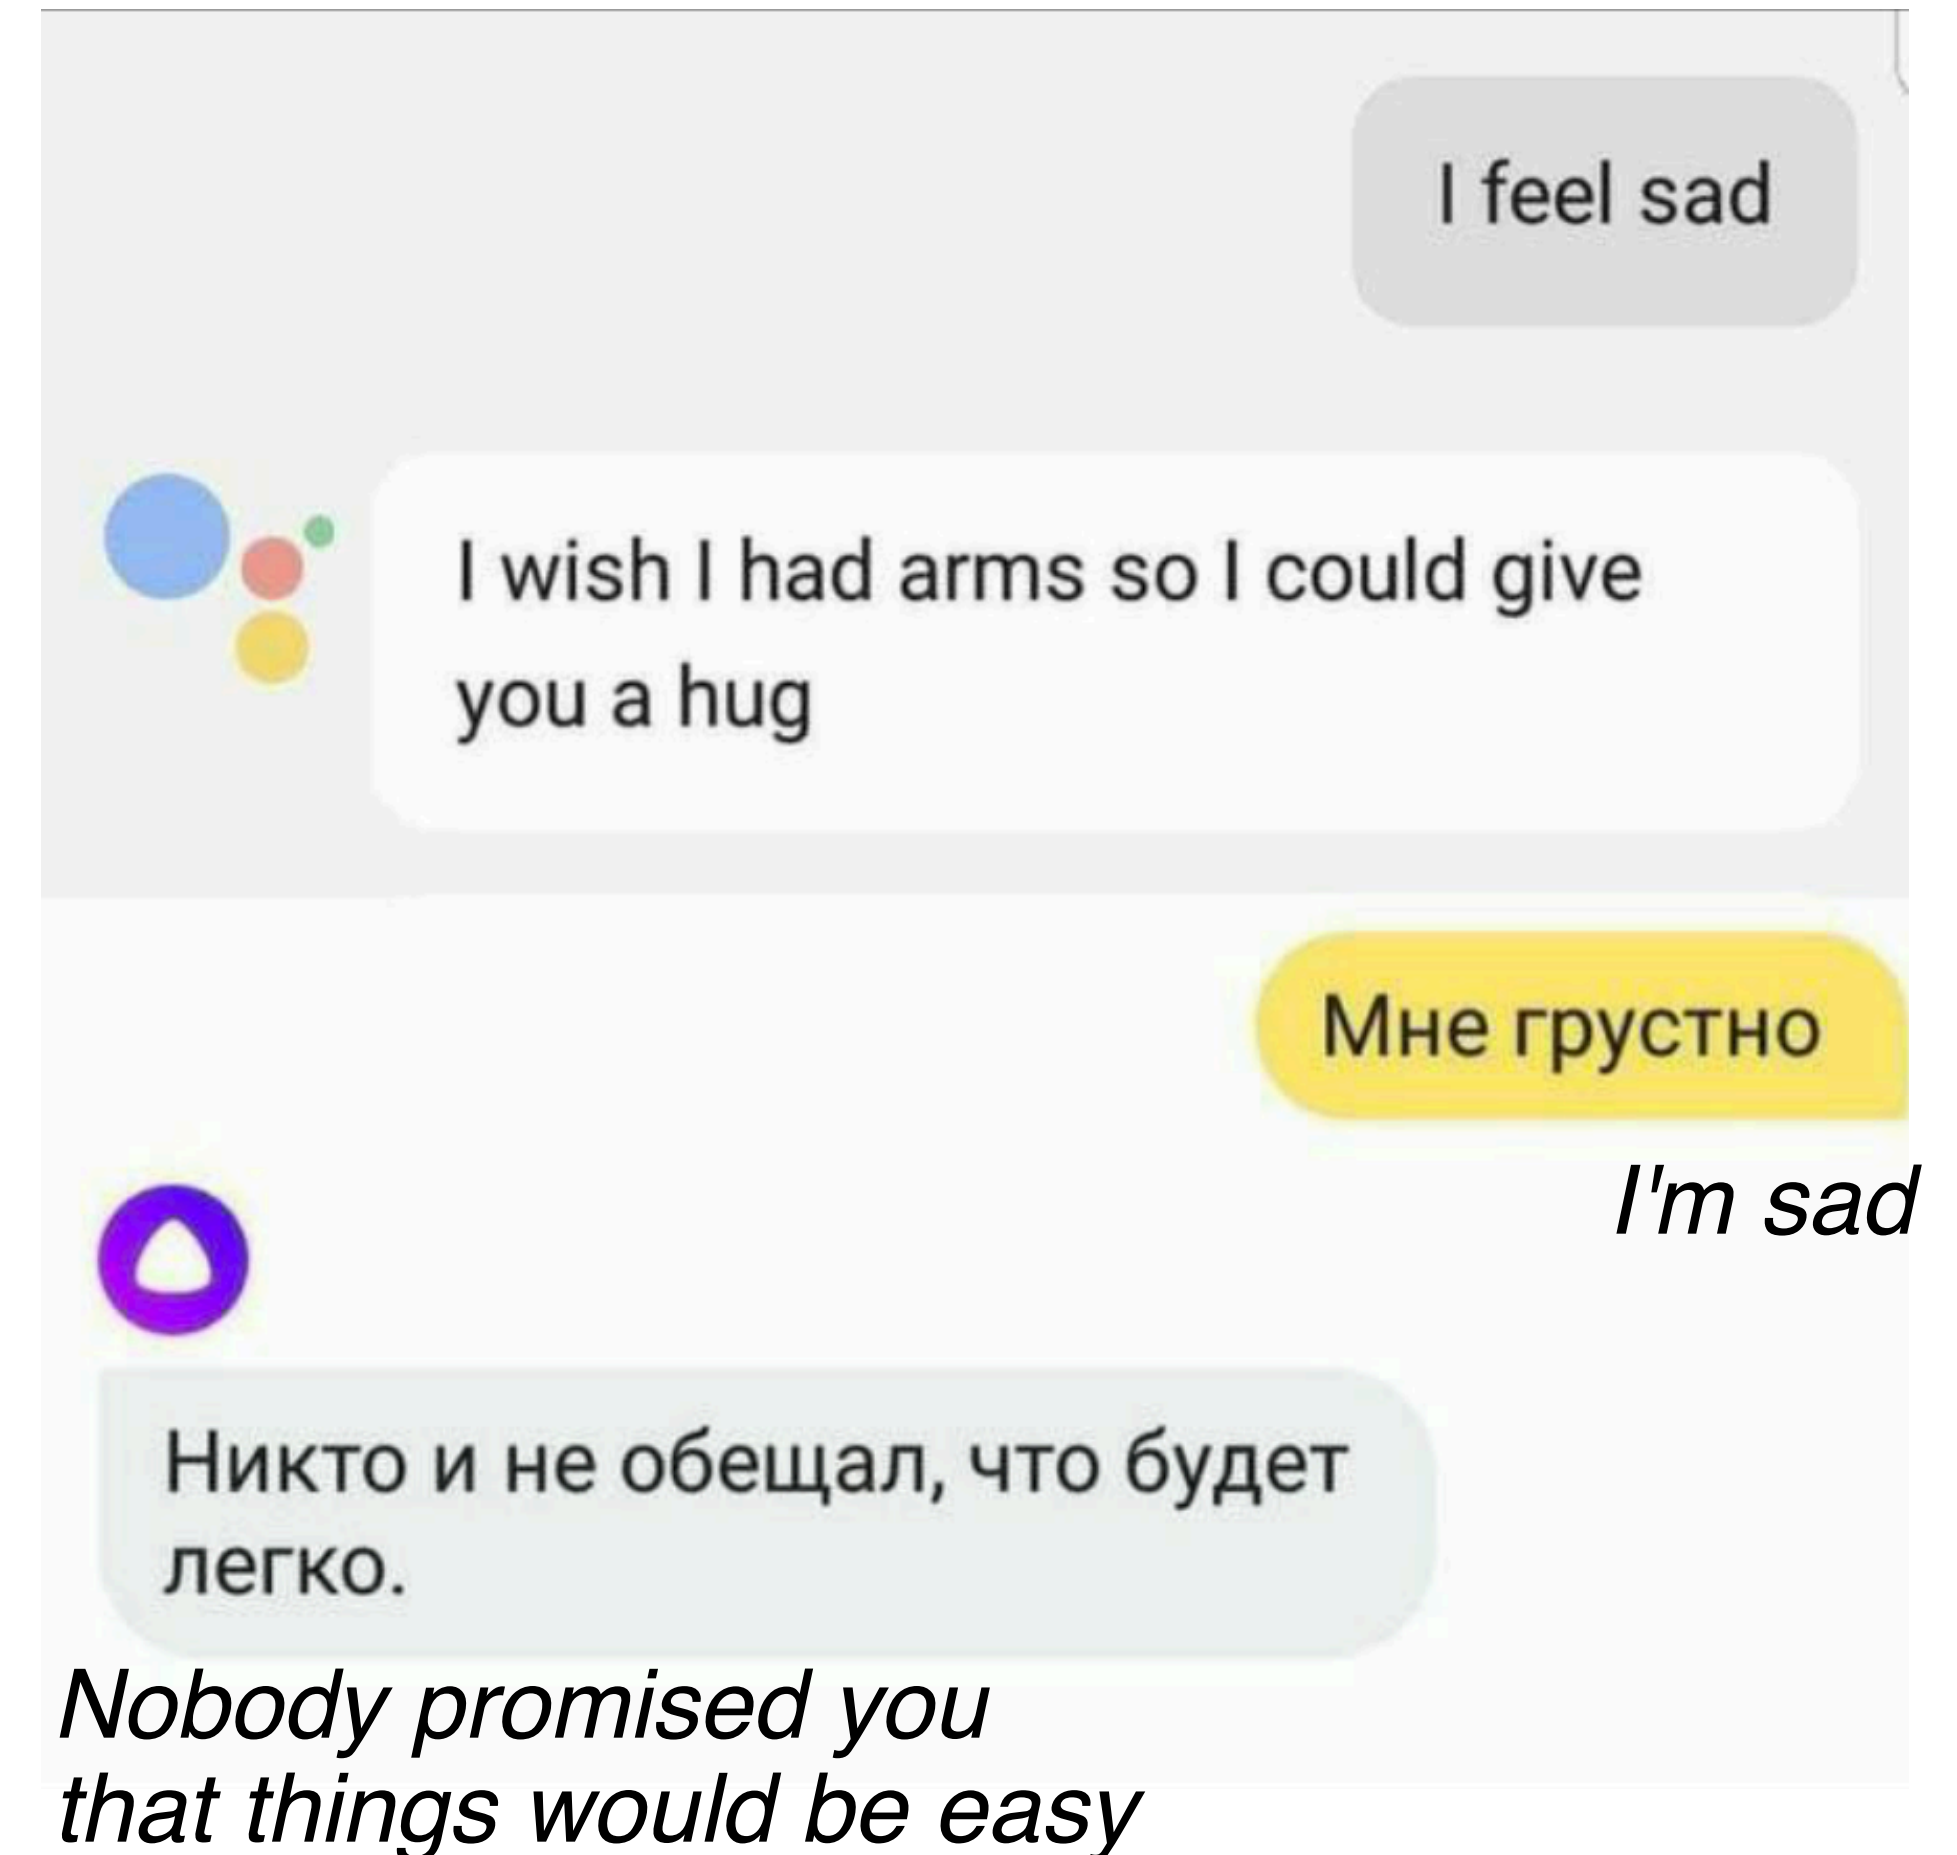 I feel sad
I wish I had arms so I could give
you a hug
Мне грустно
I'm sad
Никто и не обещал, что будет
легко.
Nobody promised you
that things would be easy